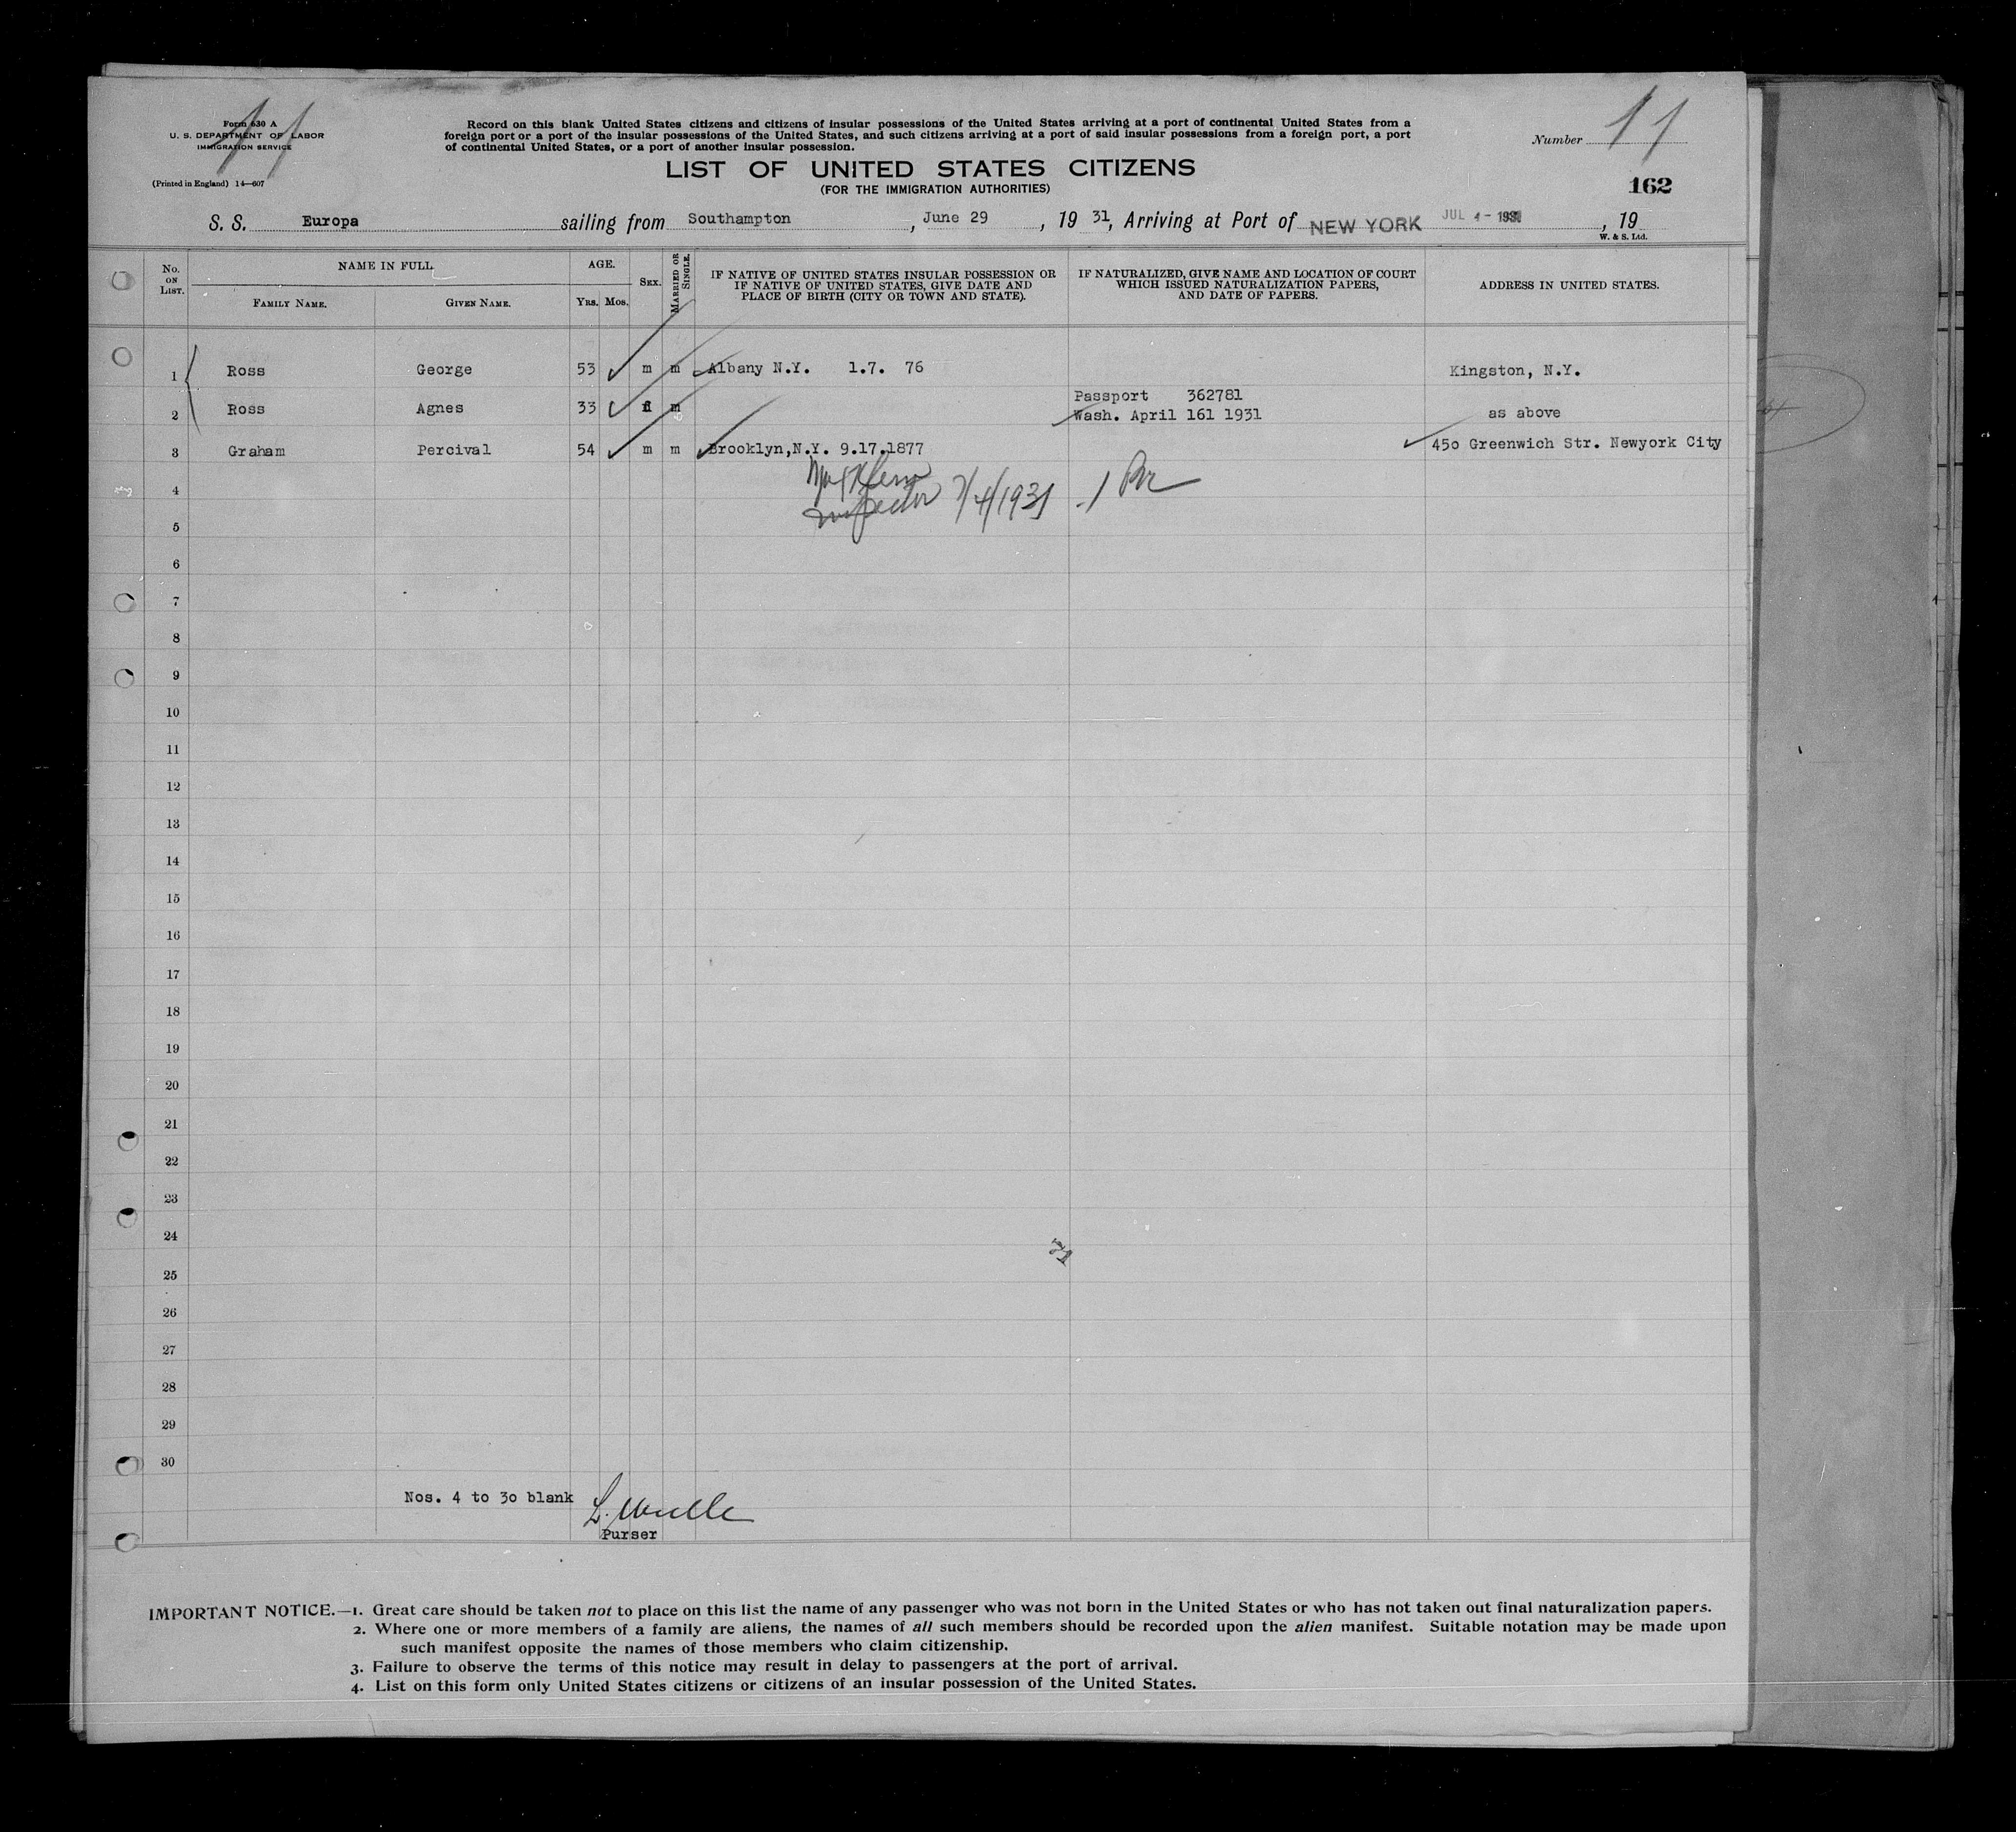 11
Form 630 A
U. S. DEPARTMENT OF LABOR
IMMIGRATION SERVICE
(Printed in England) 14—607
Record on this blank United States citizens and citizens of insular possessions of the United States arriving at a port of continental United States from a
foreign port or a port of the insular possessions of the United States, and such citizens arriving at a port of said insular possessions from a foreign port, a port
of continental United States, or a port of another insular possession.
Number 11
LIST OF UNITED STATES CITIZENS
(FOR THE IMMIGRATION AUTHORITIES)
162
S. S. Europa sailing from Southampton, June 29, 19 31, Arriving at Port of NEW YORK JUL 4 - 1931, 19
W. & S. Ltd.
No. ON LIST. NAME IN FULL. FAMILY NAME. GIVEN NAME. AGE. YRS. MOS. SEX. MARRIED OR SINGLE. IF NATIVE OF UNITED STATES INSULAR POSSESSION OR IF NATIVE OF UNITED STATES, GIVE DATE AND PLACE OF BIRTH (CITY OR TOWN AND STATE). IF NATURALIZED, GIVE NAME AND LOCATION OF COURT WHICH ISSUED NATURALIZATION PAPERS, AND DATE OF PAPERS. ADDRESS IN UNITED STATES.
1 Ross George 53 m m Albany N.Y. 1.7. 76 Kingston, N.Y.
Passport 362781
2 Ross Agnes 33 f m Wash. April 161 1931 as above
3 Graham Percival 54 m m Brooklyn,N.Y. 9.17.1877 450 Greenwich Str. Newyork City
4
Inspector 7/4/1931
5
6
7
8
9
10
11
12
13
14
15
16
17
18
19
20
21
22
23
24
25
26
27
28
29
30
Nos. 4 to 30 blank
Purser
IMPORTANT NOTICE.—1. Great care should be taken not to place on this list the name of any passenger who was not born in the United States or who has not taken out final naturalization papers.
2. Where one or more members of a family are aliens, the names of all such members should be recorded upon the alien manifest. Suitable notation may be made upon
such manifest opposite the names of those members who claim citizenship.
3. Failure to observe the terms of this notice may result in delay to passengers at the port of arrival.
4. List on this form only United States citizens or citizens of an insular possession of the United States.